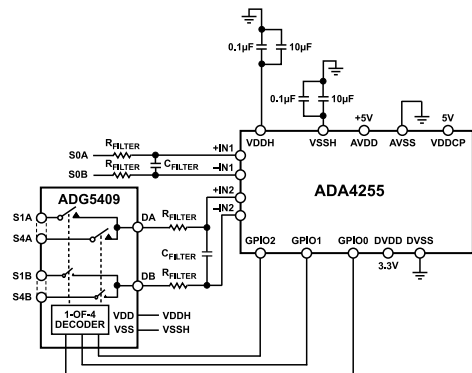 0.1µF 10µF
0.1µF 10µF
+5V 5V
VDDH VSSH AVDD AVSS VDDCP
RFILTER
S0A +IN1
CFILTER
S0B –IN1
RFILTER
ADA4255
ADG5409 +IN2
–IN2
S1A DA RFILTER
S4A CFILTER
S1B DB RFILTER
S4B
GPIO2 GPIO1 GPIO0 DVDD DVSS
3.3V
1-OF-4
DECODER
VDD VDDH
VSS VSSH